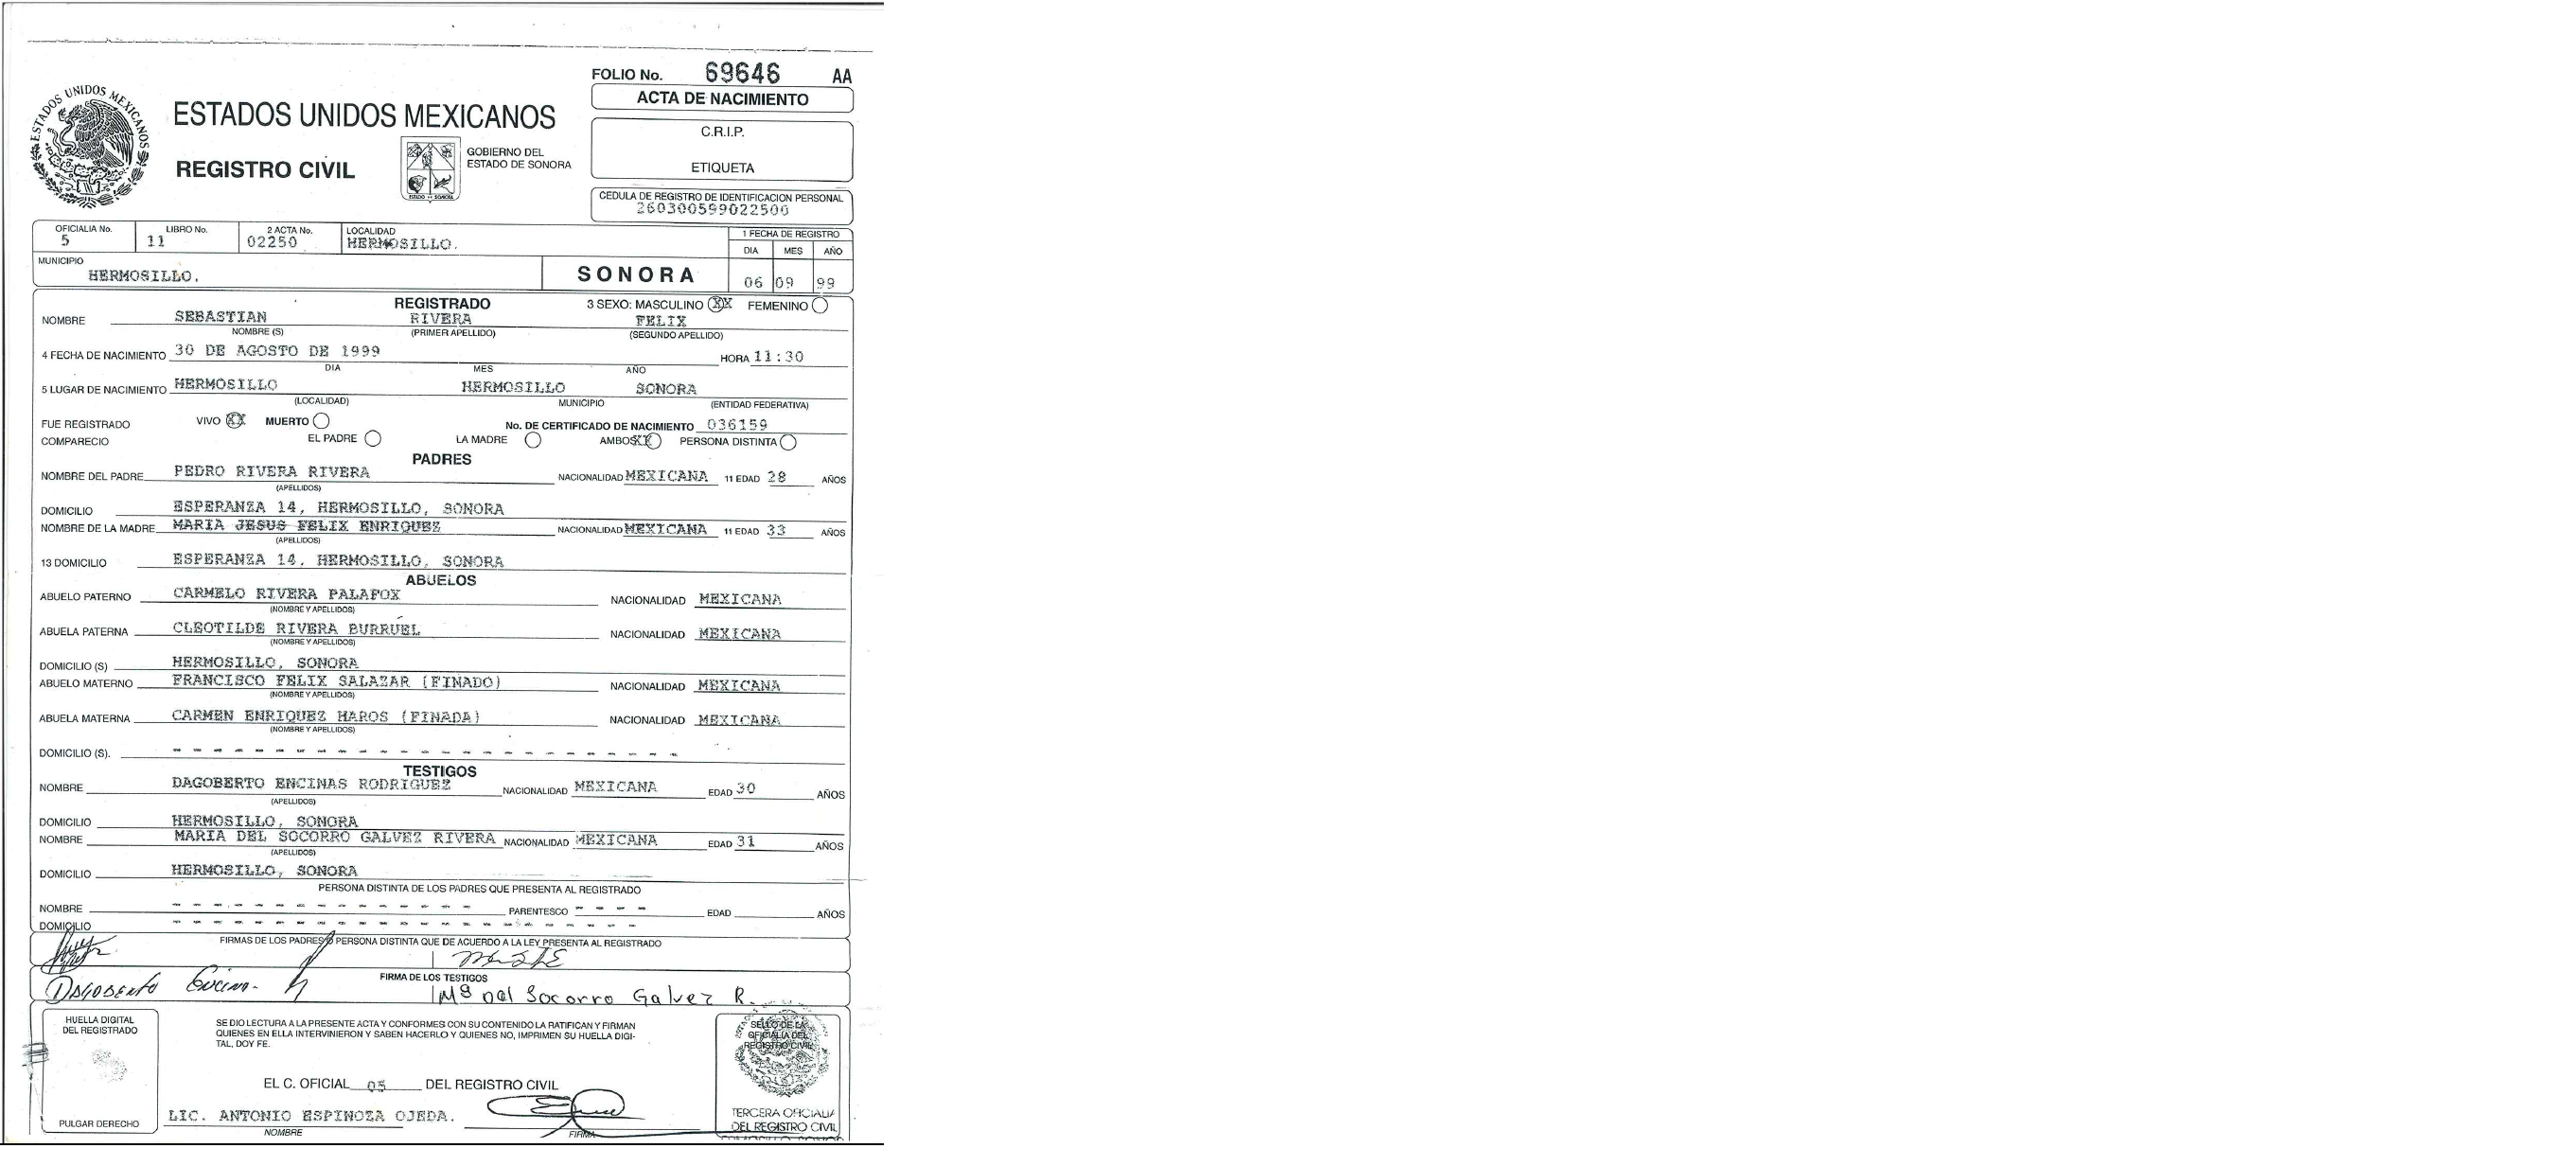 FOLIO No. 69646 AA
ACTA DE NACIMIENTO
ESTADOS UNIDOS MEXICANOS
ESTADOS UNIDOS MEXICANOS
C.R.I.P.
ETIQUETA
REGISTRO CIVIL
GOBIERNO DEL
ESTADO DE SONORA
ESTADO DE SONORA
CEDULA DE REGISTRO DE IDENTIFICACION PERSONAL
260300599022500
OFICIALIA No. LIBRO No. 2 ACTA No. LOCALIDAD 1 FECHA DE REGISTRO
5 11 02250 HERMOSILLO.
DIA MES AÑO
MUNICIPIO
HERMOSILLO. SONORA 06 09 99
REGISTRADO 3 SEXO: MASCULINO XX FEMENINO
NOMBRE SEBASTIAN RIVERA FELIX
NOMBRE (S) (PRIMER APELLIDO) (SEGUNDO APELLIDO)
4 FECHA DE NACIMIENTO 30 DE AGOSTO DE 1999 HORA 11:30
DIA MES AÑO
5 LUGAR DE NACIMIENTO HERMOSILLO HERMOSILLO SONORA
(LOCALIDAD) MUNICIPIO (ENTIDAD FEDERATIVA)
FUE REGISTRADO VIVO XX MUERTO No. DE CERTIFICADO DE NACIMIENTO 036159
COMPARECIO EL PADRE LA MADRE AMBOS XX PERSONA DISTINTA
PADRES
NOMBRE DEL PADRE PEDRO RIVERA RIVERA NACIONALIDAD MEXICANA 11 EDAD 28 AÑOS
(APELLIDOS)
DOMICILIO ESPERANZA 14, HERMOSILLO, SONORA
NOMBRE DE LA MADRE MARIA JESUS FELIX ENRIQUEZ NACIONALIDAD MEXICANA 11 EDAD 33 AÑOS
(APELLIDOS)
13 DOMICILIO ESPERANZA 14, HERMOSILLO, SONORA
ABUELOS
ABUELO PATERNO CARMELO RIVERA PALAFOX NACIONALIDAD MEXICANA
(NOMBRE Y APELLIDOS)
ABUELA PATERNA CLEOTILDE RIVERA BURRUEL NACIONALIDAD MEXICANA
(NOMBRE Y APELLIDOS)
DOMICILIO (S) HERMOSILLO, SONORA
ABUELO MATERNO FRANCISCO FELIX SALAZAR (FINADO) NACIONALIDAD MEXICANA
(NOMBRE Y APELLIDOS)
ABUELA MATERNA CARMEN ENRIQUEZ HAROS (FINADA) NACIONALIDAD MEXICANA
(NOMBRE Y APELLIDOS)
DOMICILIO (S). - - - - - - - - - - - - - - - - - - - - - - - - -
TESTIGOS
NOMBRE DAGOBERTO ENCINAS RODRIGUEZ NACIONALIDAD MEXICANA EDAD 30 AÑOS
(APELLIDOS)
DOMICILIO HERMOSILLO, SONORA
NOMBRE MARIA DEL SOCORRO GALVEZ RIVERA NACIONALIDAD MEXICANA EDAD 31 AÑOS
(APELLIDOS)
DOMICILIO HERMOSILLO, SONORA
PERSONA DISTINTA DE LOS PADRES QUE PRESENTA AL REGISTRADO
NOMBRE - - - - - - - - - - - - - - - PARENTESCO - - - - EDAD AÑOS
DOMICILIO - - - - - - - - - - - - - - - - - - - - - - -
FIRMAS DE LOS PADRES O PERSONA DISTINTA QUE DE ACUERDO A LA LEY PRESENTA AL REGISTRADO
FIRMA DE LOS TESTIGOS
Dagoberto Encinas Mª del Socorro Galvez R.
HUELLA DIGITAL
DEL REGISTRADO
SE DIO LECTURA A LA PRESENTE ACTA Y CONFORMES CON SU CONTENIDO LA RATIFICAN Y FIRMAN
QUIENES EN ELLA INTERVINIERON Y SABEN HACERLO Y QUIENES NO, IMPRIMEN SU HUELLA DIGI-
TAL, DOY FE.
SELLO DE LA
OFICIALIA DEL
REGISTRO CIVIL
EL C. OFICIAL 05 DEL REGISTRO CIVIL
LIC. ANTONIO ESPINOZA OJEDA.
PULGAR DERECHO
NOMBRE FIRMA
TERCERA OFICIALIA
DEL REGISTRO CIVIL